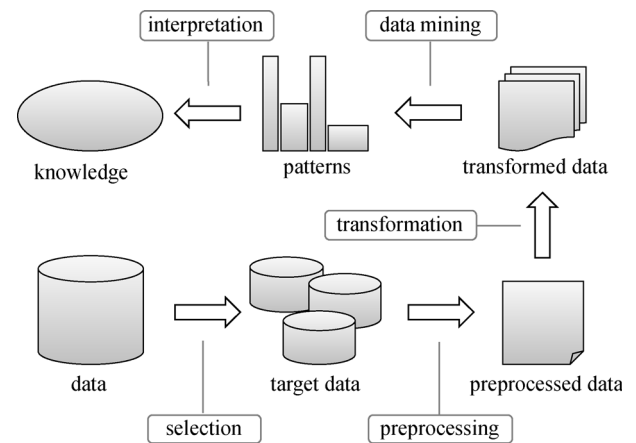 interpretation
data mining
knowledge
patterns
transformed data
transformation
data
target data
preprocessed data
selection
preprocessing